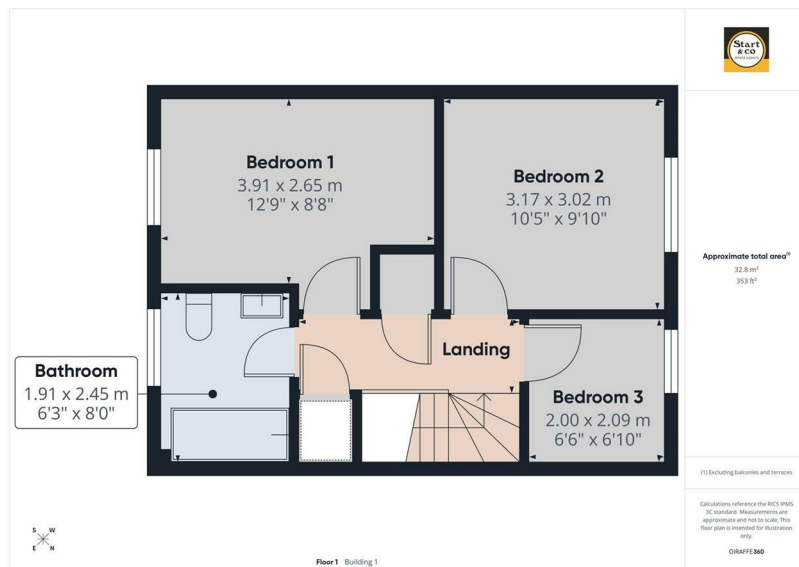 Bedroom 1
3.91 x 2.65 m
12'9" x 8'8"
Bedroom 2
3.17 x 3.02 m
10'5" x 9'10"
Landing
Bathroom
1.91 x 2.45 m
6'3" x 8'0"
Bedroom 3
2.00 x 2.09 m
6'6" x 6'10"
S W
E N
Floor 1 Building 1
Start
& co
ESTATE AGENTS
Approximate total area(1)
32.8 m²
353 ft²
(1) Excluding balconies and terraces
Calculations reference the RICS IPMS
3C standard. Measurements are
approximate and not to scale. This
floor plan is intended for illustration
only.
GIRAFFE360